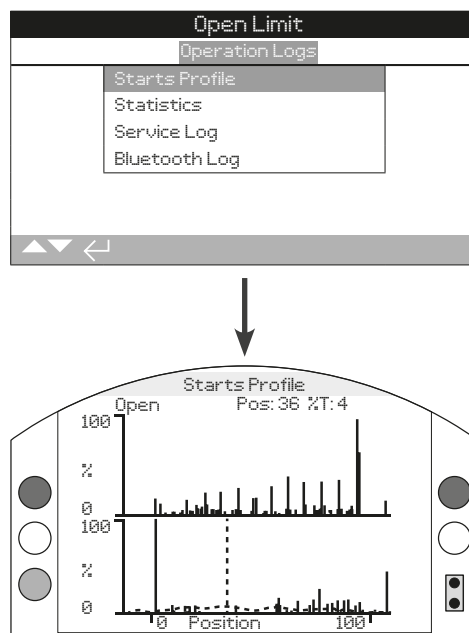 Open Limit
Operation Logs
Starts Profile
Statistics
Service Log
Bluetooth Log
Starts Profile
Open Pos: 36 %T: 4
100
%
0
100
%
0
0 Position 100